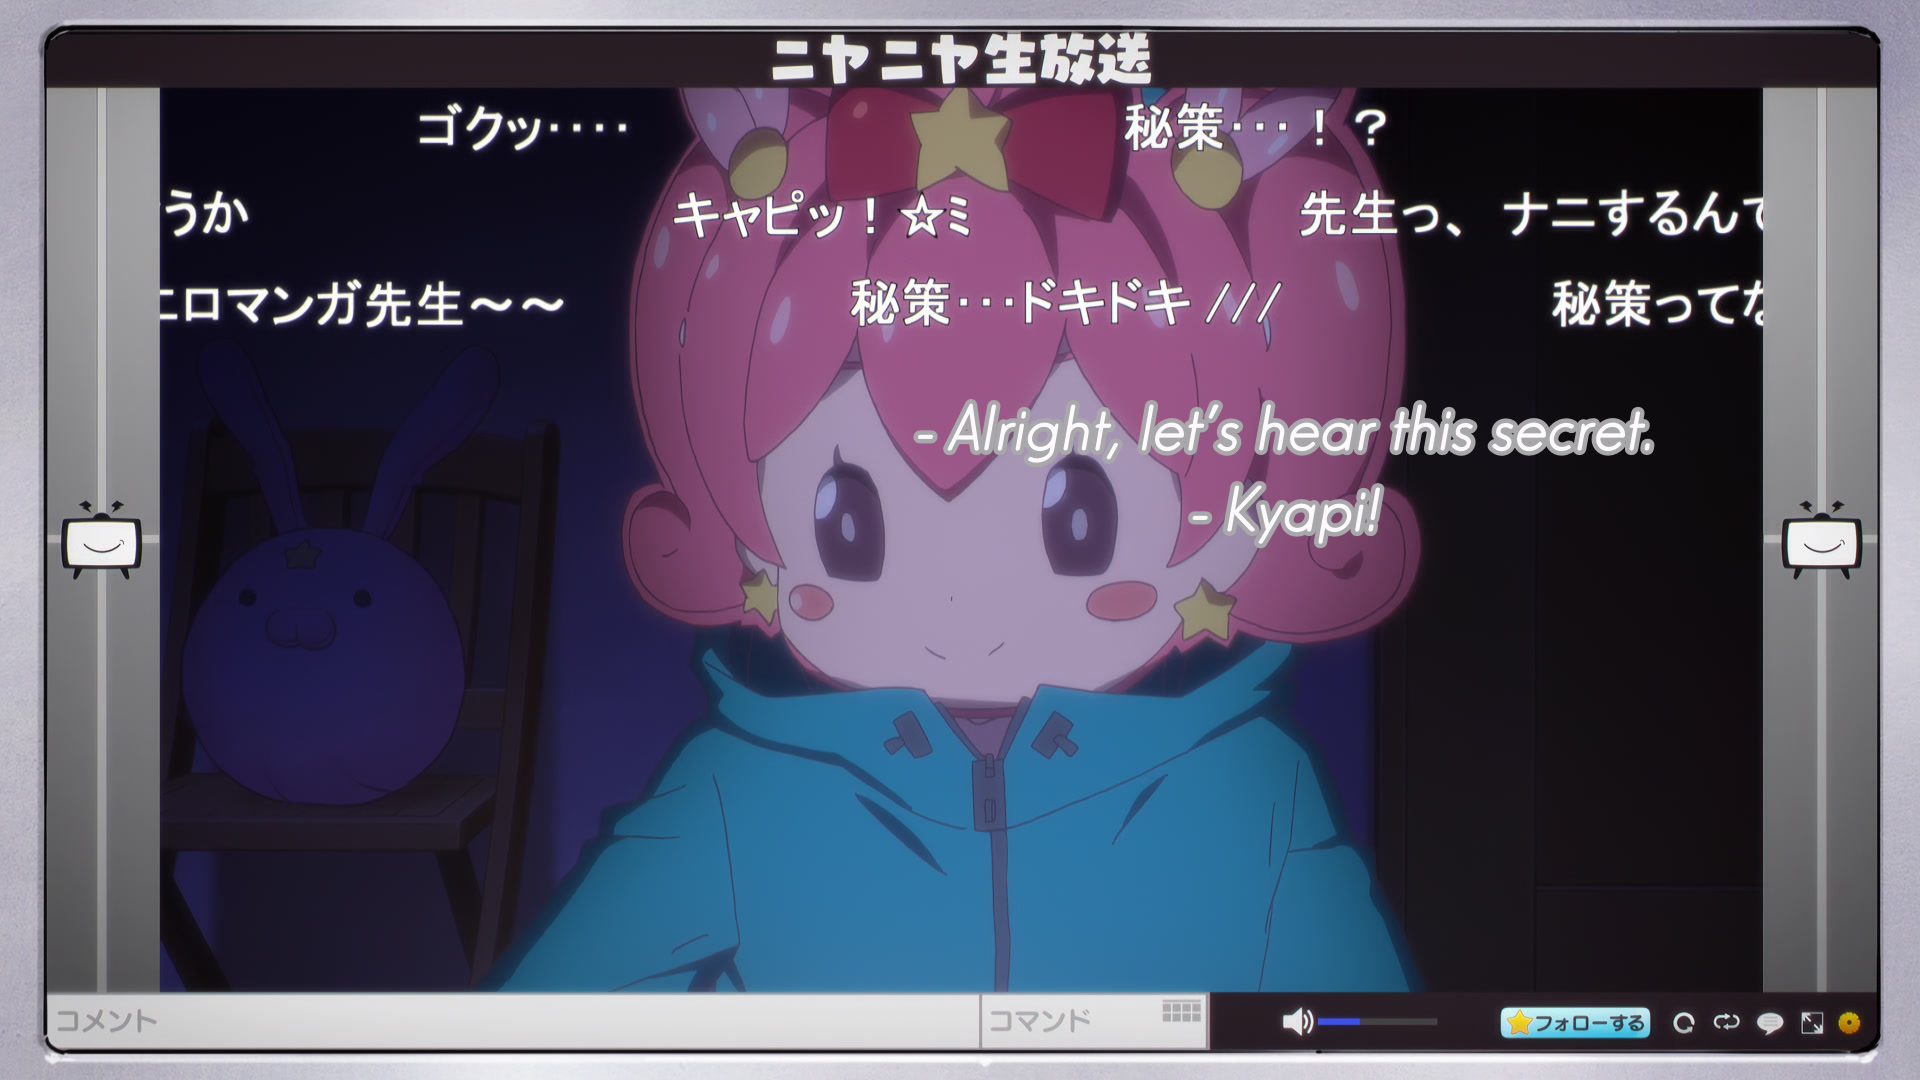 ニヤニヤ生放送
ゴクッ‥‥ 秘策…！？
うか キャピッ！☆ミ 先生っ、ナニするんで
エロマンガ先生～～ 秘策…ドキドキ /// 秘策ってな
- Alright, let's hear this secret.
- Kyapi!
コメント コマンド フォローする